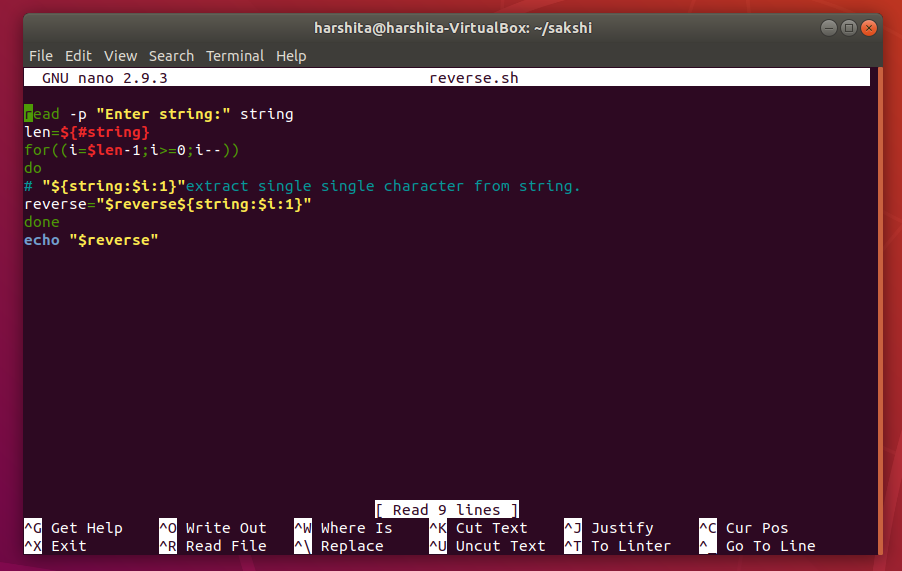 harshita@harshita-VirtualBox: ~/sakshi
File Edit View Search Terminal Help
GNU nano 2.9.3 reverse.sh
read -p "Enter string:" string
len=${#string}
for((i=$len-1;i>=0;i--))
do
# "${string:$i:1}"extract single single character from string.
reverse="$reverse${string:$i:1}"
done
echo "$reverse"
[ Read 9 lines ]
^G Get Help ^O Write Out ^W Where Is ^K Cut Text ^J Justify ^C Cur Pos
^X Exit ^R Read File ^\ Replace ^U Uncut Text ^T To Linter ^_ Go To Line